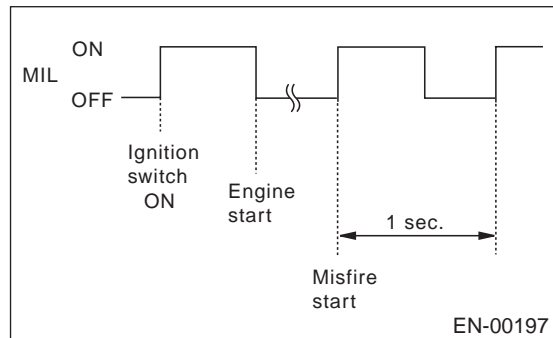 ON
MIL
OFF
Ignition
switch
ON
Engine
start
1 sec.
Misfire
start
EN-00197